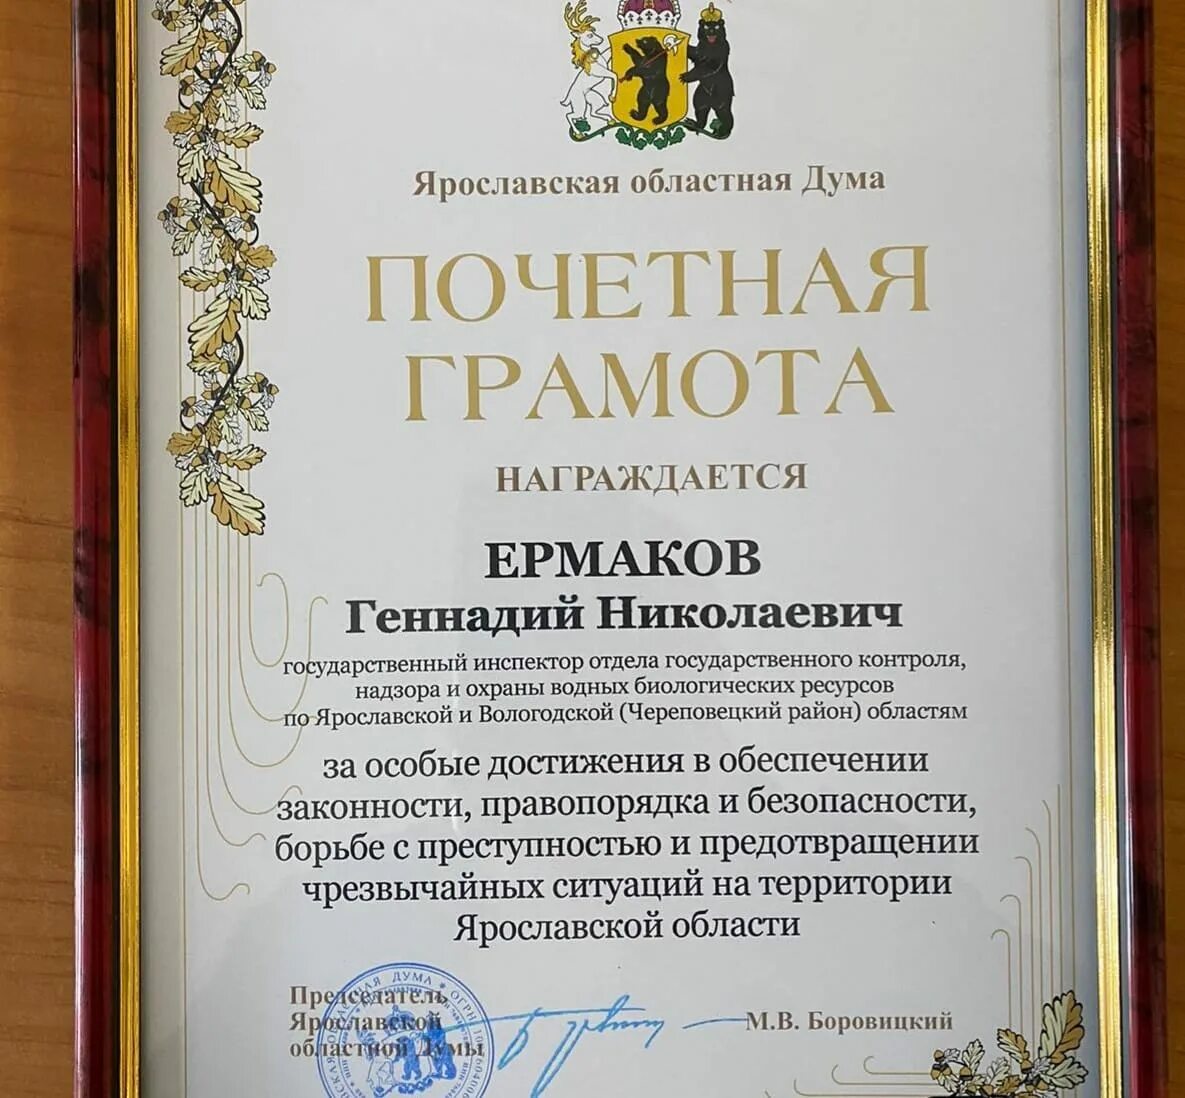 Ярославская областная Дума
ПОЧЕТНАЯ
ГРАМОТА
НАГРАЖДАЕТСЯ
ЕРМАКОВ
Геннадий Николаевич
государственный инспектор отдела государственного контроля,
надзора и охраны водных биологических ресурсов
по Ярославской и Вологодской (Череповецкий район) областям
за особые достижения в обеспечении
законности, правопорядка и безопасности,
борьбе с преступностью и предотвращении
чрезвычайных ситуаций на территории
Ярославской области
Председатель
Ярославской
областной Думы
М.В. Боровицкий
ДУМА * ОГРН